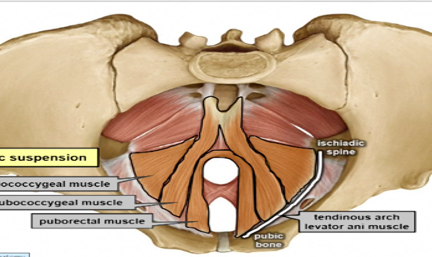 c suspension
ischiadic
spine
ococcygeal muscle
ubococcygeal muscle
puborectal muscle
tendinous arch
levator ani muscle
pubic
bone